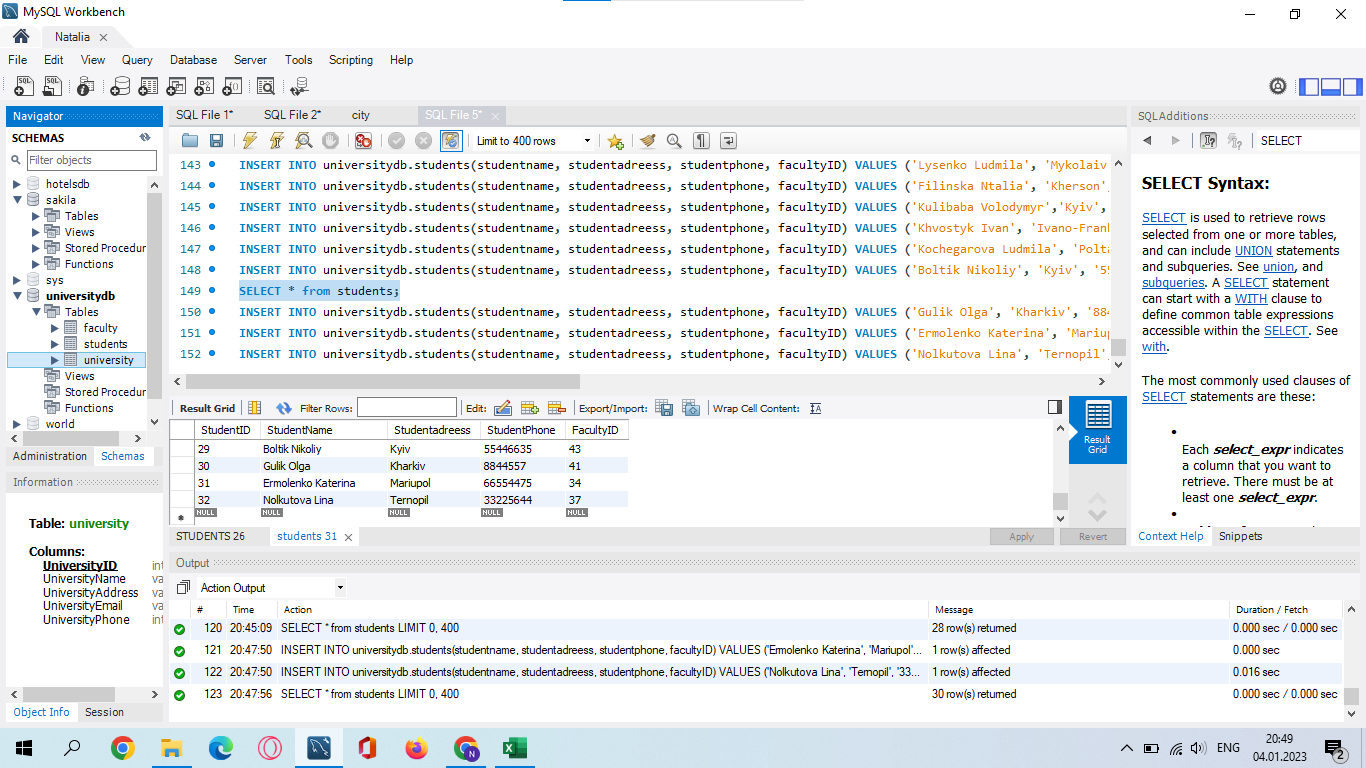 MySQL Workbench
Natalia
File Edit View Query Database Server Tools Scripting Help
Navigator
SCHEMAS
Filter objects
hotelsdb
sakila
Tables
Views
Stored Procedur
Functions
sys
universitydb
Tables
faculty
students
university
Views
Stored Procedur
Functions
world
Administration Schemas
Information
Table: university
Columns:
UniversityID int
UniversityName va
UniversityAddress va
UniversityEmail va
UniversityPhone int
Object Info Session
SQL File 1* SQL File 2* city SQL File 5*
Limit to 400 rows
143 INSERT INTO universitydb.students(studentname, studentadreess, studentphone, facultyID) VALUES ('Lysenko Ludmila', 'Mykolaiv
144 INSERT INTO universitydb.students(studentname, studentadreess, studentphone, facultyID) VALUES ('Filinska Ntalia', 'Kherson',
145 INSERT INTO universitydb.students(studentname, studentadreess, studentphone, facultyID) VALUES ('Kulibaba Volodymyr','Kyiv',
146 INSERT INTO universitydb.students(studentname, studentadreess, studentphone, facultyID) VALUES ('Khvostyk Ivan', 'Ivano-Frank
147 INSERT INTO universitydb.students(studentname, studentadreess, studentphone, facultyID) VALUES ('Kochegarova Ludmila', 'Polta
148 INSERT INTO universitydb.students(studentname, studentadreess, studentphone, facultyID) VALUES ('Boltik Nikoliy', 'Kyiv', '55
149 SELECT * from students;
150 INSERT INTO universitydb.students(studentname, studentadreess, studentphone, facultyID) VALUES ('Gulik Olga', 'Kharkiv', '884
151 INSERT INTO universitydb.students(studentname, studentadreess, studentphone, facultyID) VALUES ('Ermolenko Katerina', 'Mariup
152 INSERT INTO universitydb.students(studentname, studentadreess, studentphone, facultyID) VALUES ('Nolkutova Lina', 'Ternopil',
Result Grid Filter Rows: Edit: Export/Import: Wrap Cell Content:
StudentID StudentName Studentadreess StudentPhone FacultyID
29 Boltik Nikoliy Kyiv 55446635 43
30 Gulik Olga Kharkiv 8844557 41
31 Ermolenko Katerina Mariupol 66554475 34
32 Nolkutova Lina Ternopil 33225644 37
NULL NULL NULL NULL NULL
Result
Grid
STUDENTS 26 students 31 Apply Revert
SQLAdditions
SELECT
SELECT Syntax:
SELECT is used to retrieve rows
selected from one or more tables,
and can include UNION statements
and subqueries. See union, and
subqueries. A SELECT statement
can start with a WITH clause to
define common table expressions
accessible within the SELECT. See
with.
The most commonly used clauses of
SELECT statements are these:
Each select_expr indicates
a column that you want to
retrieve. There must be at
least one select_expr.
Context Help Snippets
Output
Action Output
# Time Action Message Duration / Fetch
120 20:45:09 SELECT * from students LIMIT 0, 400 28 row(s) returned 0.000 sec / 0.000 sec
121 20:47:50 INSERT INTO universitydb.students(studentname, studentadreess, studentphone, facultyID) VALUES ('Ermolenko Katerina', 'Mariupol'... 1 row(s) affected 0.000 sec
122 20:47:50 INSERT INTO universitydb.students(studentname, studentadreess, studentphone, facultyID) VALUES ('Nolkutova Lina', 'Ternopil', '33... 1 row(s) affected 0.016 sec
123 20:47:56 SELECT * from students LIMIT 0, 400 30 row(s) returned 0.000 sec / 0.000 sec
ENG
20:49
04.01.2023
2